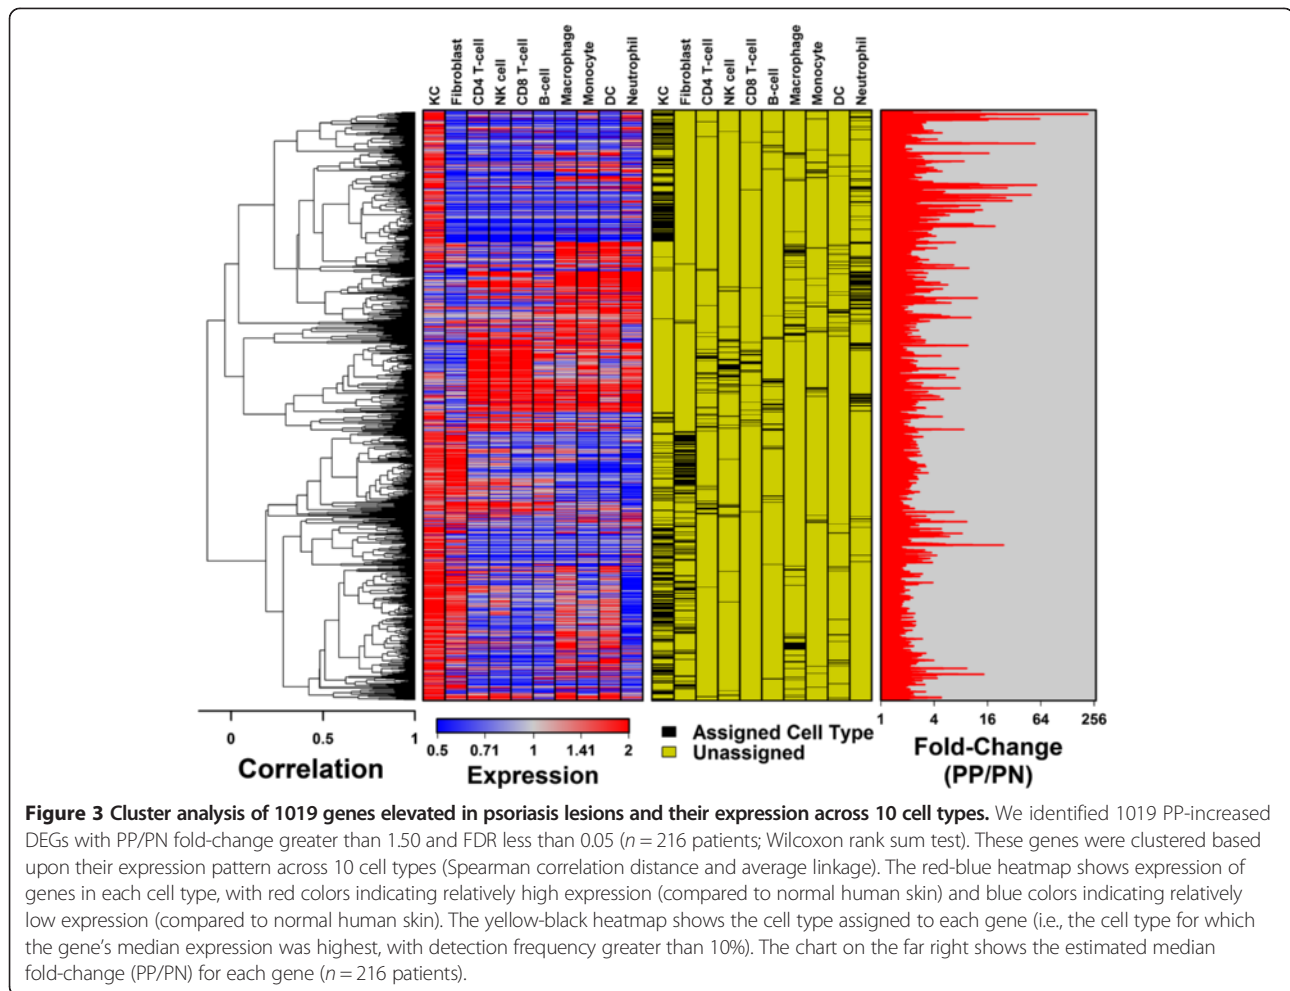 KC Fibroblast CD4 T-cell NK cell CD8 T-cell B-cell Macrophage Monocyte DC Neutrophil
KC Fibroblast CD4 T-cell NK cell CD8 T-cell B-cell Macrophage Monocyte DC Neutrophil
0 0.5 1
Correlation
0.5 0.71 1 1.41 2
Expression
Assigned Cell Type
Unassigned
1 4 16 64 256
Fold-Change
(PP/PN)
Figure 3 Cluster analysis of 1019 genes elevated in psoriasis lesions and their expression across 10 cell types. We identified 1019 PP-increased
DEGs with PP/PN fold-change greater than 1.50 and FDR less than 0.05 (n = 216 patients; Wilcoxon rank sum test). These genes were clustered based
upon their expression pattern across 10 cell types (Spearman correlation distance and average linkage). The red-blue heatmap shows expression of
genes in each cell type, with red colors indicating relatively high expression (compared to normal human skin) and blue colors indicating relatively
low expression (compared to normal human skin). The yellow-black heatmap shows the cell type assigned to each gene (i.e., the cell type for which
the gene's median expression was highest, with detection frequency greater than 10%). The chart on the far right shows the estimated median
fold-change (PP/PN) for each gene (n = 216 patients).